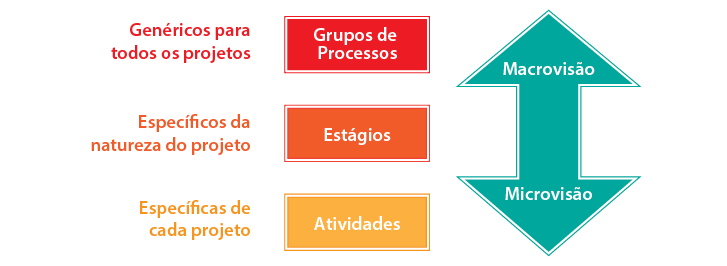 Genéricos para
todos os projetos
Grupos de
Processos
Macrovisão
Específicos da
natureza do projeto
Estágios
Microvisão
Específicas de
cada projeto
Atividades